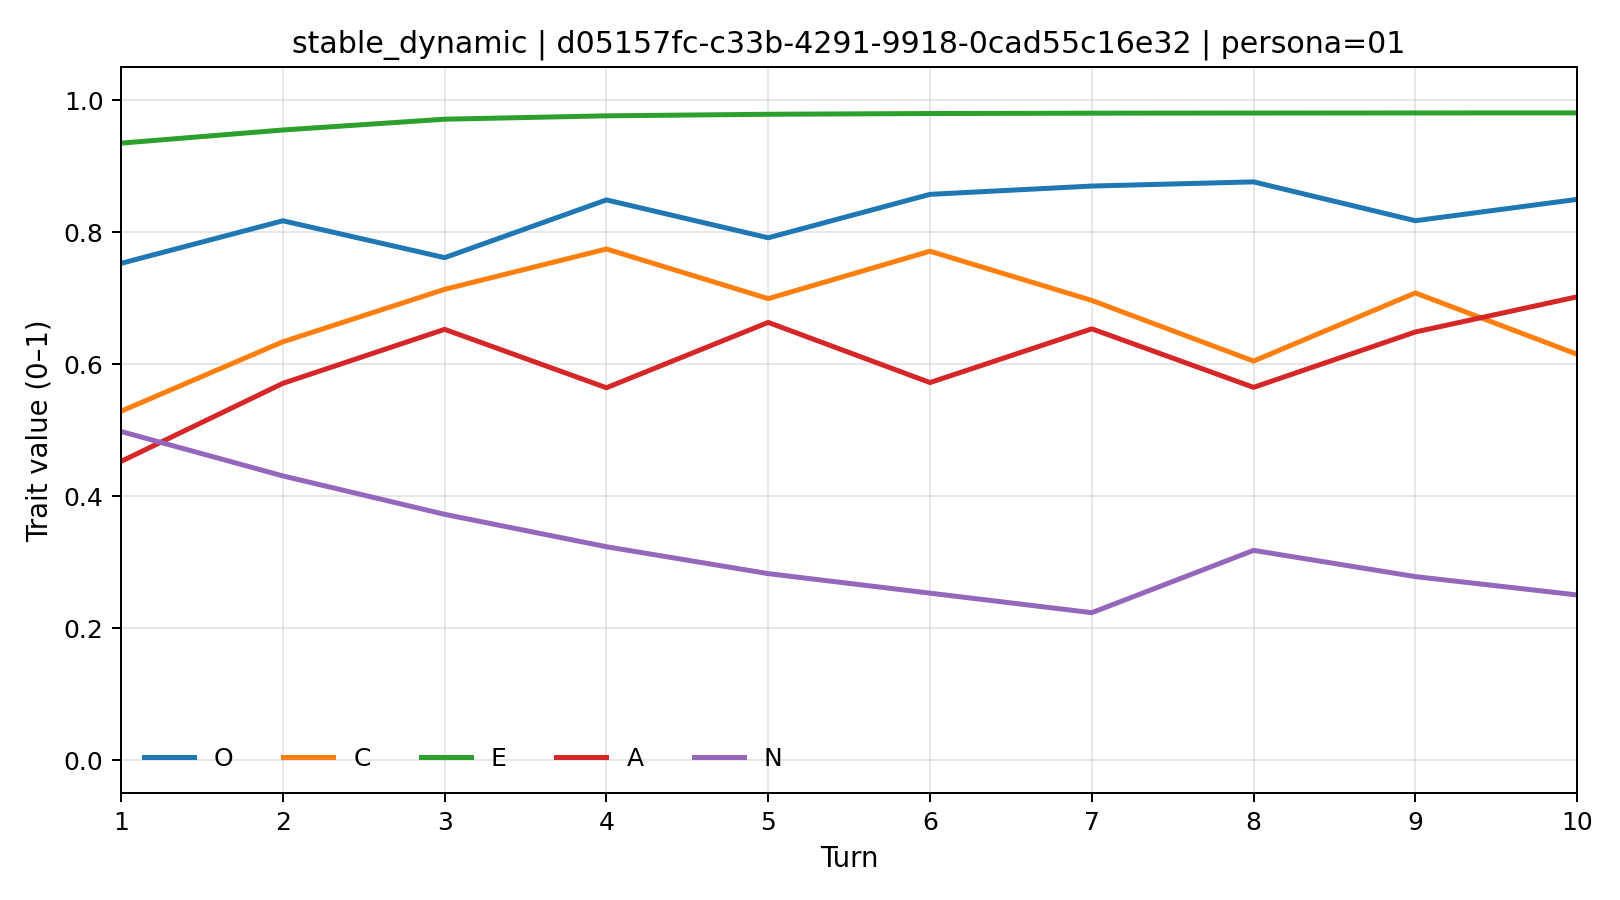 stable_dynamic | d05157fc-c33b-4291-9918-0cad55c16e32 | persona=01
Trait value (0–1)
1.0
0.8
0.6
0.4
0.2
0.0
O C E A N
1 2 3 4 5 6 7 8 9 10
Turn